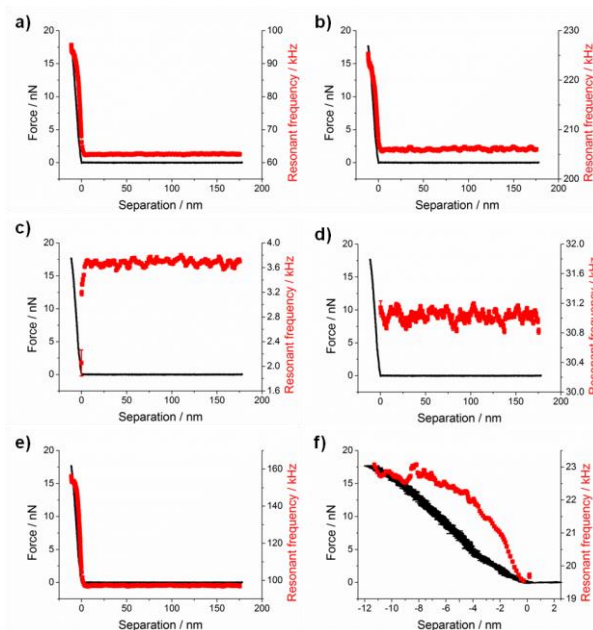 a)
Force / nN
20
15
10
5
0
0 50 100 150 200
Separation / nm
100
90
80
70
60
Resonant frequency / kHz
b)
Force / nN
20
15
10
5
0
0 50 100 150 200
Separation / nm
230
220
210
200
Resonant frequency / kHz
c)
Force / nN
20
15
10
5
0
0 50 100 150 200
Separation / nm
4.0
3.6
3.2
2.8
2.4
2.0
1.6
Resonant frequency / kHz
d)
Force / nN
20
15
10
5
0
0 50 100 150 200
Separation / nm
31.8
31.5
31.2
30.9
30.6
30.3
30.0
Resonant frequency / kHz
e)
Force / nN
20
15
10
5
0
0 50 100 150 200
Separation / nm
160
140
120
100
Resonant frequency / kHz
f)
Force / nN
20
15
10
5
0
-12 -10 -8 -6 -4 -2 0 2
Separation / nm
24
23
22
21
20
19
Resonant frequency / kHz